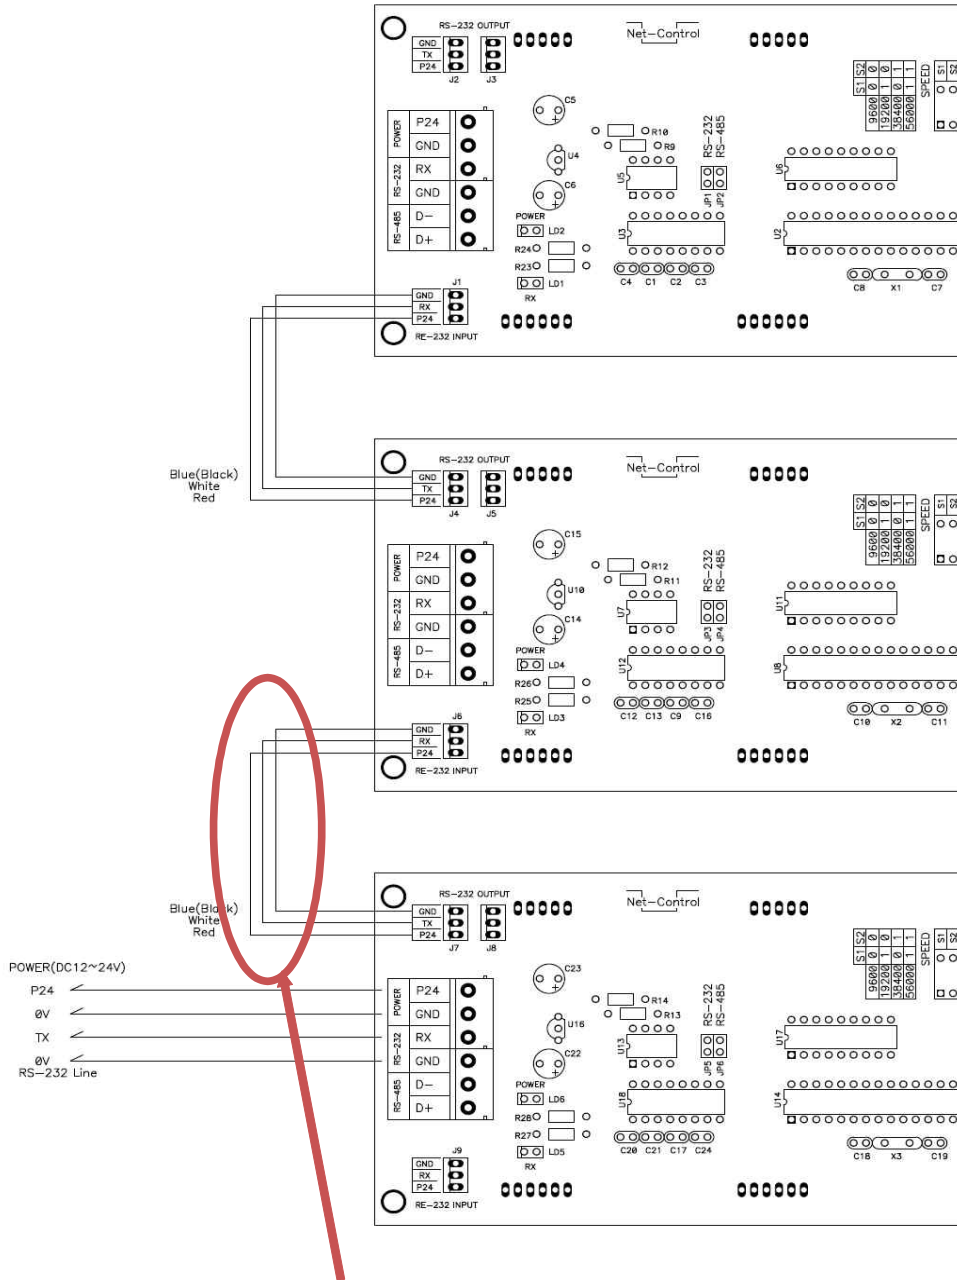 RS-232 OUTPUT
GND
TX
P24
J2 J3
Net-Control
S1 S2
9600 0 0
19200 1 0
38400 0 1
56000 1 1
SPEED
S1 S2
POWER P24
GND
RS-232 RX
GND
RS-485 D-
D+
C5
U4
C6
R10
R9
U5
RS-232
RS-485
JP1 JP2
U6
U3
U2
POWER
LD2
R24
R23
LD1
RX
C4 C1 C2 C3
C8 X1 C7
J1
GND
RX
P24
RE-232 INPUT
Blue(Black)
White
Red
RS-232 OUTPUT
GND
TX
P24
J4 J5
Net-Control
S1 S2
9600 0 0
19200 1 0
38400 0 1
56000 1 1
SPEED
S1 S2
POWER P24
GND
RS-232 RX
GND
RS-485 D-
D+
C15
U10
C14
R12
R11
U7
RS-232
RS-485
JP3 JP4
U11
U12
U8
POWER
LD4
R26
R25
LD3
RX
C12 C13 C9 C16
C10 X2 C11
J6
GND
RX
P24
RE-232 INPUT
Blue(Black)
White
Red
RS-232 OUTPUT
GND
TX
P24
J7 J8
Net-Control
S1 S2
9600 0 0
19200 1 0
38400 0 1
56000 1 1
SPEED
S1 S2
POWER(DC12~24V)
P24
0V
TX
0V
RS-232 Line
POWER P24
GND
RS-232 RX
GND
RS-485 D-
D+
C23
U16
C22
R14
R13
U13
RS-232
RS-485
JP5 JP6
U17
U18
U14
POWER
LD6
R28
R27
LD5
RX
C20 C21 C17 C24
C18 X3 C19
J9
GND
RX
P24
RE-232 INPUT